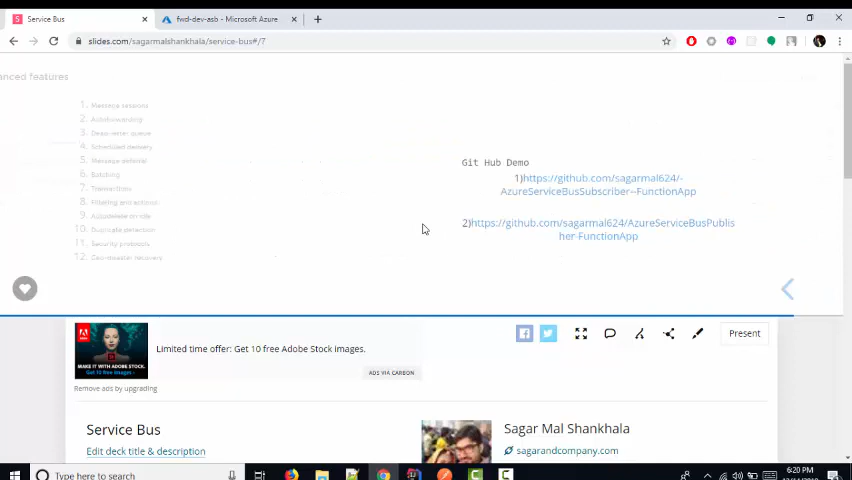 Service Bus
fwd-dev-asb - Microsoft Azure
slides.com/sagarmalshankhala/service-bus#/7
anced features
1. Message sessions
2. Autoforwarding
3. Dead-letter queue
4. Scheduled delivery
5. Message deferral
6. Batching
7. Transactions
8. Filtering and actions
9. Autodelete on idle
10. Duplicate detection
11. Security protocols
12. Geo-disaster recovery
Git Hub Demo
1)https://github.com/sagarmal624/-
AzureServiceBusSubscriber--FunctionApp
2)https://github.com/sagarmal624/AzureServiceBusPublis
her-FunctionApp
MAKE IT WITH ADOBE STOCK.
Get 10 free images ›
Limited time offer: Get 10 free Adobe Stock images.
ADS VIA CARBON
Remove ads by upgrading
Present
Service Bus
Edit deck title & description
Sagar Mal Shankhala
sagarandcompany.com
Type here to search
6:20 PM